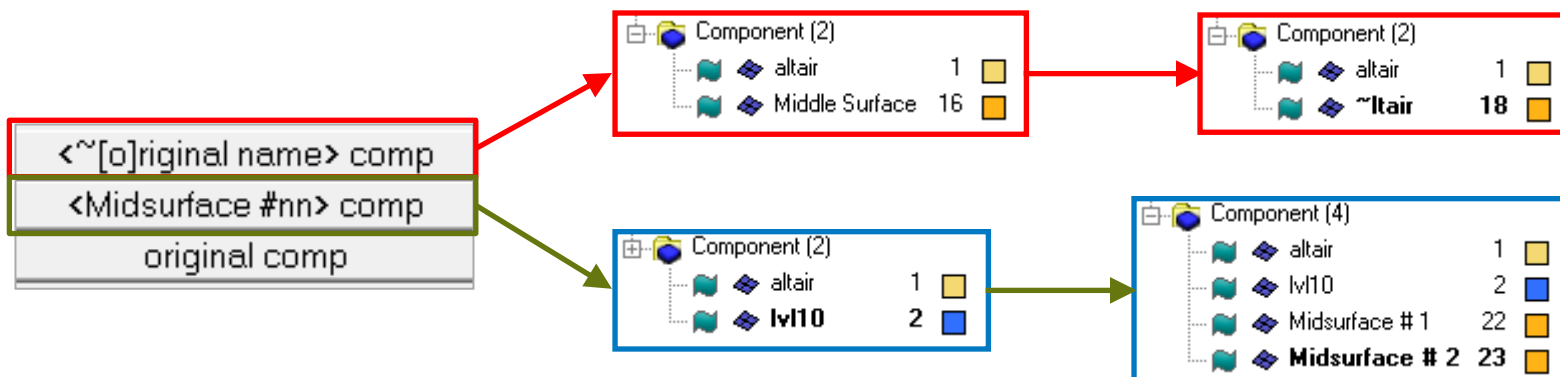 <~[o]riginal name> comp
<Midsurface #nn> comp
original comp
Component (2)
altair 1
Middle Surface 16
Component (2)
altair 1
~ltair 18
Component (2)
altair 1
lvl10 2
Component (4)
altair 1
lvl10 2
Midsurface # 1 22
Midsurface # 2 23